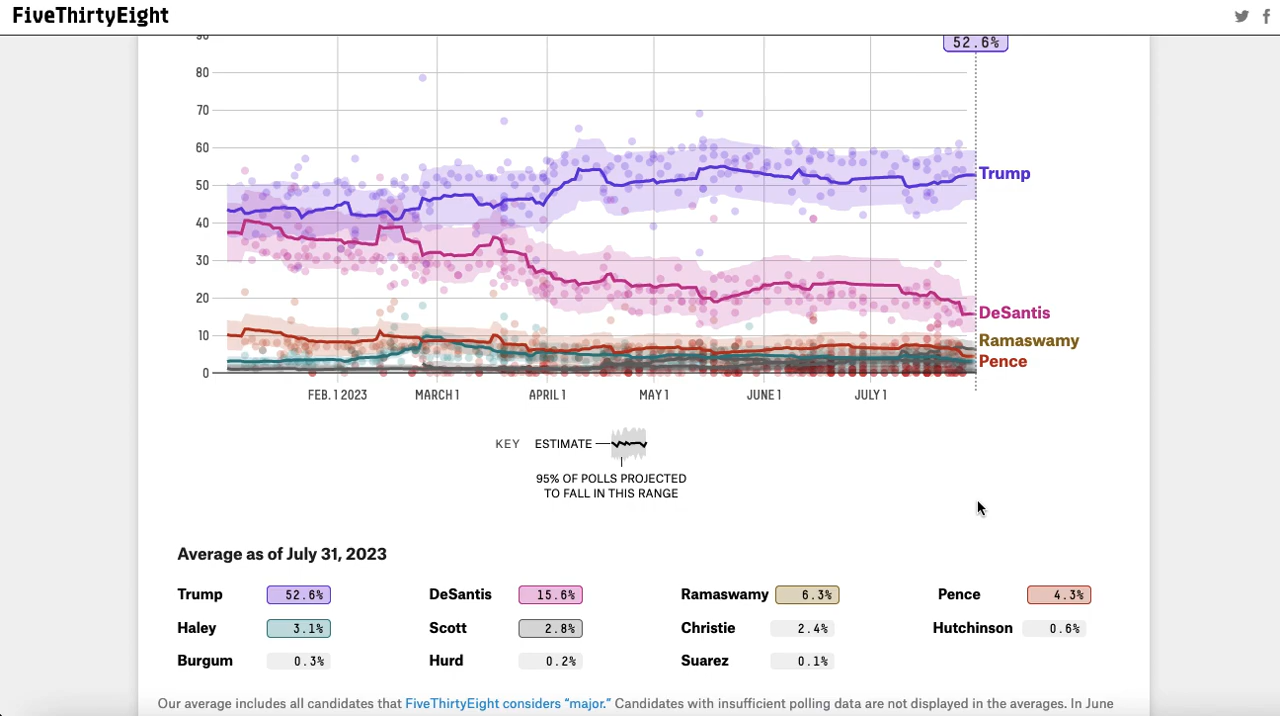 FiveThirtyEight
90
52.6%
80
70
60
50
40
30
20
10
0
Trump
DeSantis
Ramaswamy
Pence
FEB. 1 2023 MARCH 1 APRIL 1 MAY 1 JUNE 1 JULY 1
KEY ESTIMATE
95% OF POLLS PROJECTED
TO FALL IN THIS RANGE
Average as of July 31, 2023
Trump 52.6% DeSantis 15.6% Ramaswamy 6.3% Pence 4.3%
Haley 3.1% Scott 2.8% Christie 2.4% Hutchinson 0.6%
Burgum 0.3% Hurd 0.2% Suarez 0.1%
Our average includes all candidates that FiveThirtyEight considers “major.” Candidates with insufficient polling data are not displayed in the averages. In June